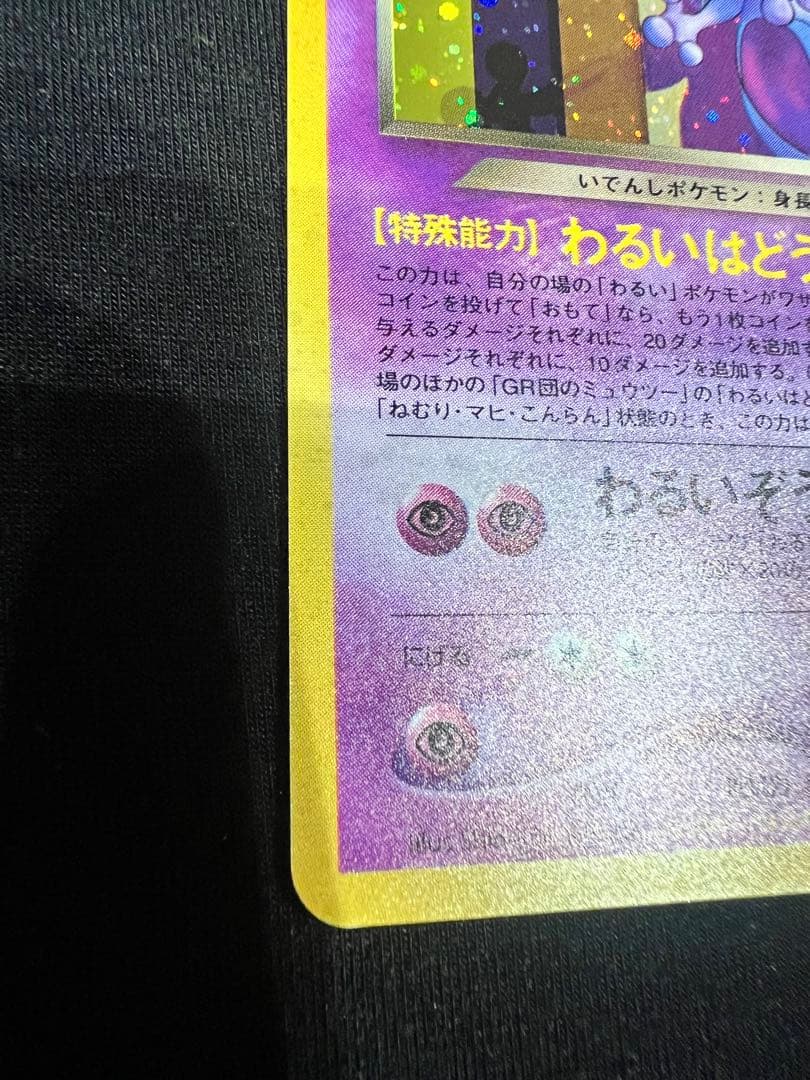 いでんしポケモン：身長
【特殊能力】わるいはどう
この力は、自分の場の「わるい」ポケモンがワザ
コインを投げて「おもて」なら、もう1枚コイン
与えるダメージそれぞれに、20ダメージを追加す
ダメージそれぞれに、10ダメージを追加する。
場のほかの「GR団のミュウツー」の「わるいはど
「ねむり・マヒ・こんらん」状態のとき、この力は
わるいぞう
にげる
illus.